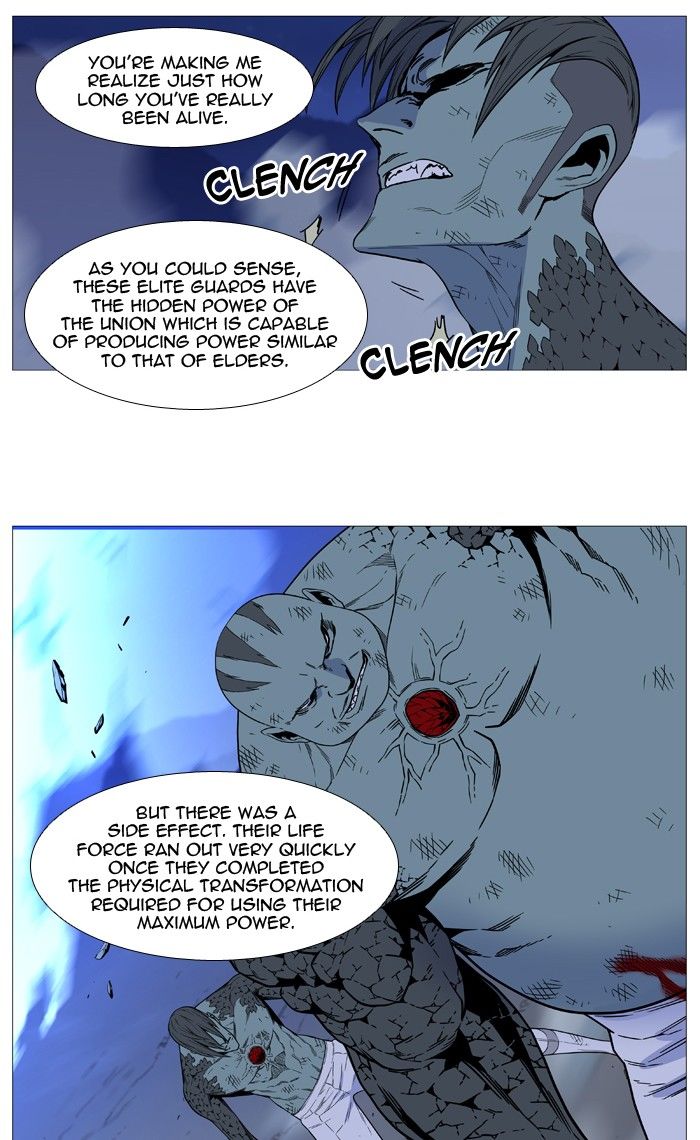 YOU'RE MAKING ME
REALIZE JUST HOW
LONG YOU'VE REALLY
BEEN ALIVE.
CLENCH
AS YOU COULD SENSE,
THESE ELITE GUARDS HAVE
THE HIDDEN POWER OF
THE UNION WHICH IS CAPABLE
OF PRODUCING POWER SIMILAR
TO THAT OF ELDERS.
CLENCH
BUT THERE WAS A
SIDE EFFECT. THEIR LIFE
FORCE RAN OUT VERY QUICKLY
ONCE THEY COMPLETED
THE PHYSICAL TRANSFORMATION
REQUIRED FOR USING THEIR
MAXIMUM POWER.